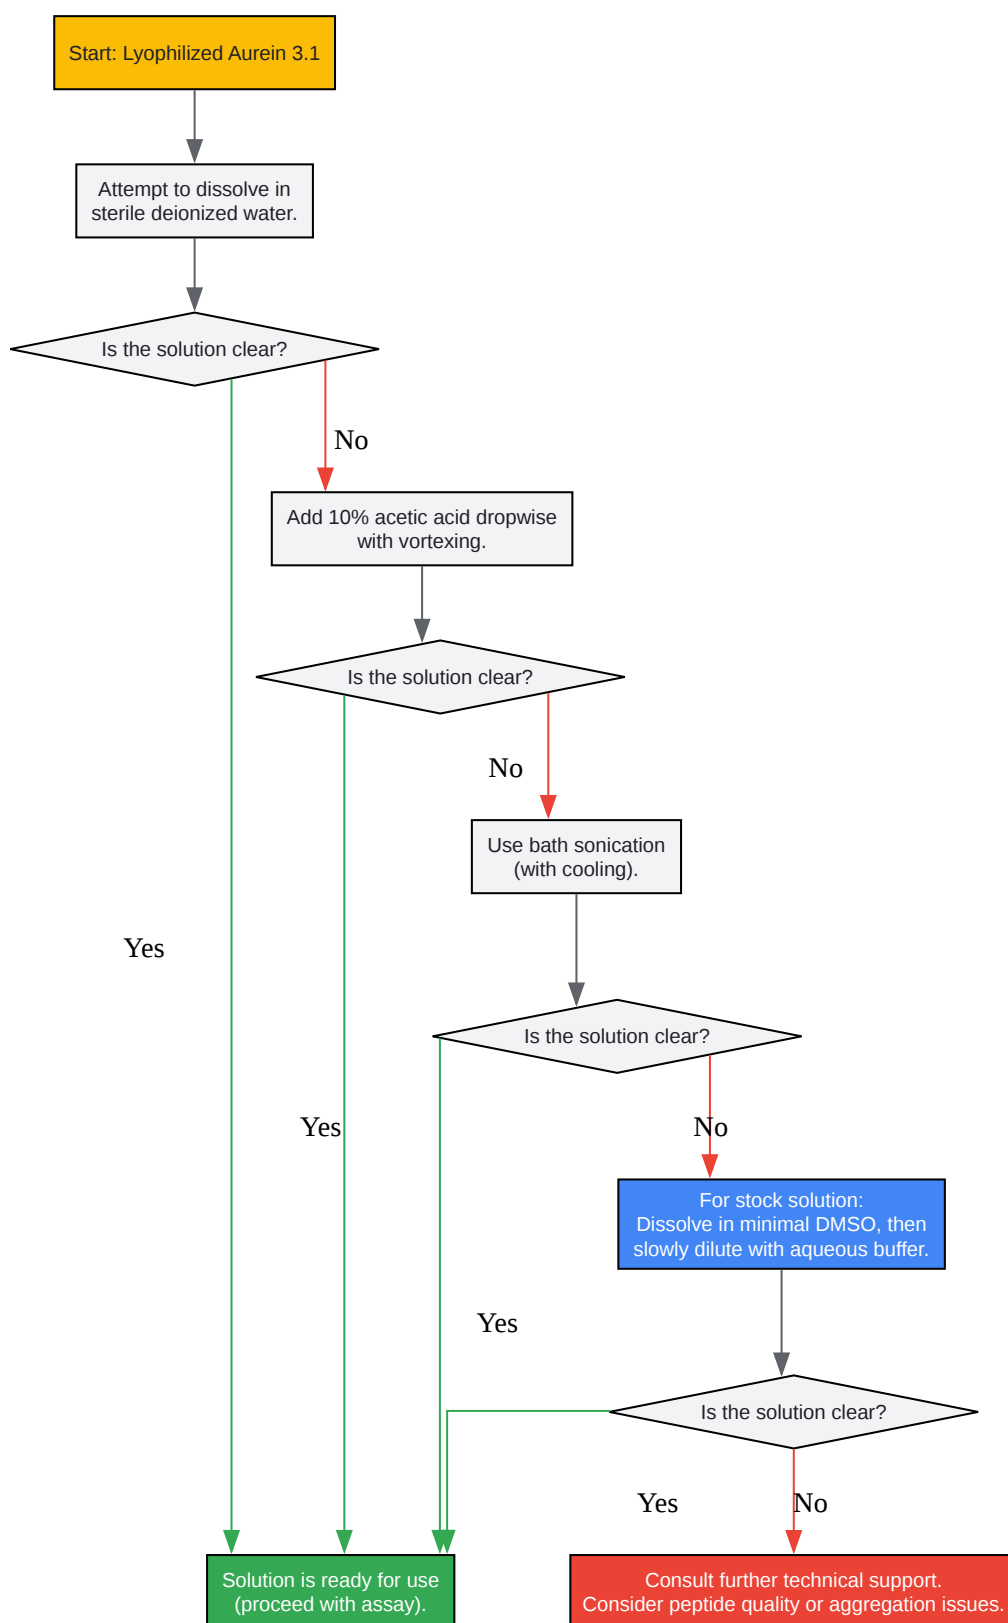 Start: Lyophilized Aurein 3.1
Attempt to dissolve in
sterile deionized water.
Is the solution clear?
No
Add 10% acetic acid dropwise
with vortexing.
Is the solution clear?
No
Use bath sonication
(with cooling).
Yes
Is the solution clear?
Yes
No
For stock solution:
Dissolve in minimal DMSO, then
slowly dilute with aqueous buffer.
Yes
Is the solution clear?
Yes
No
Solution is ready for use
(proceed with assay).
Consult further technical support.
Consider peptide quality or aggregation issues.